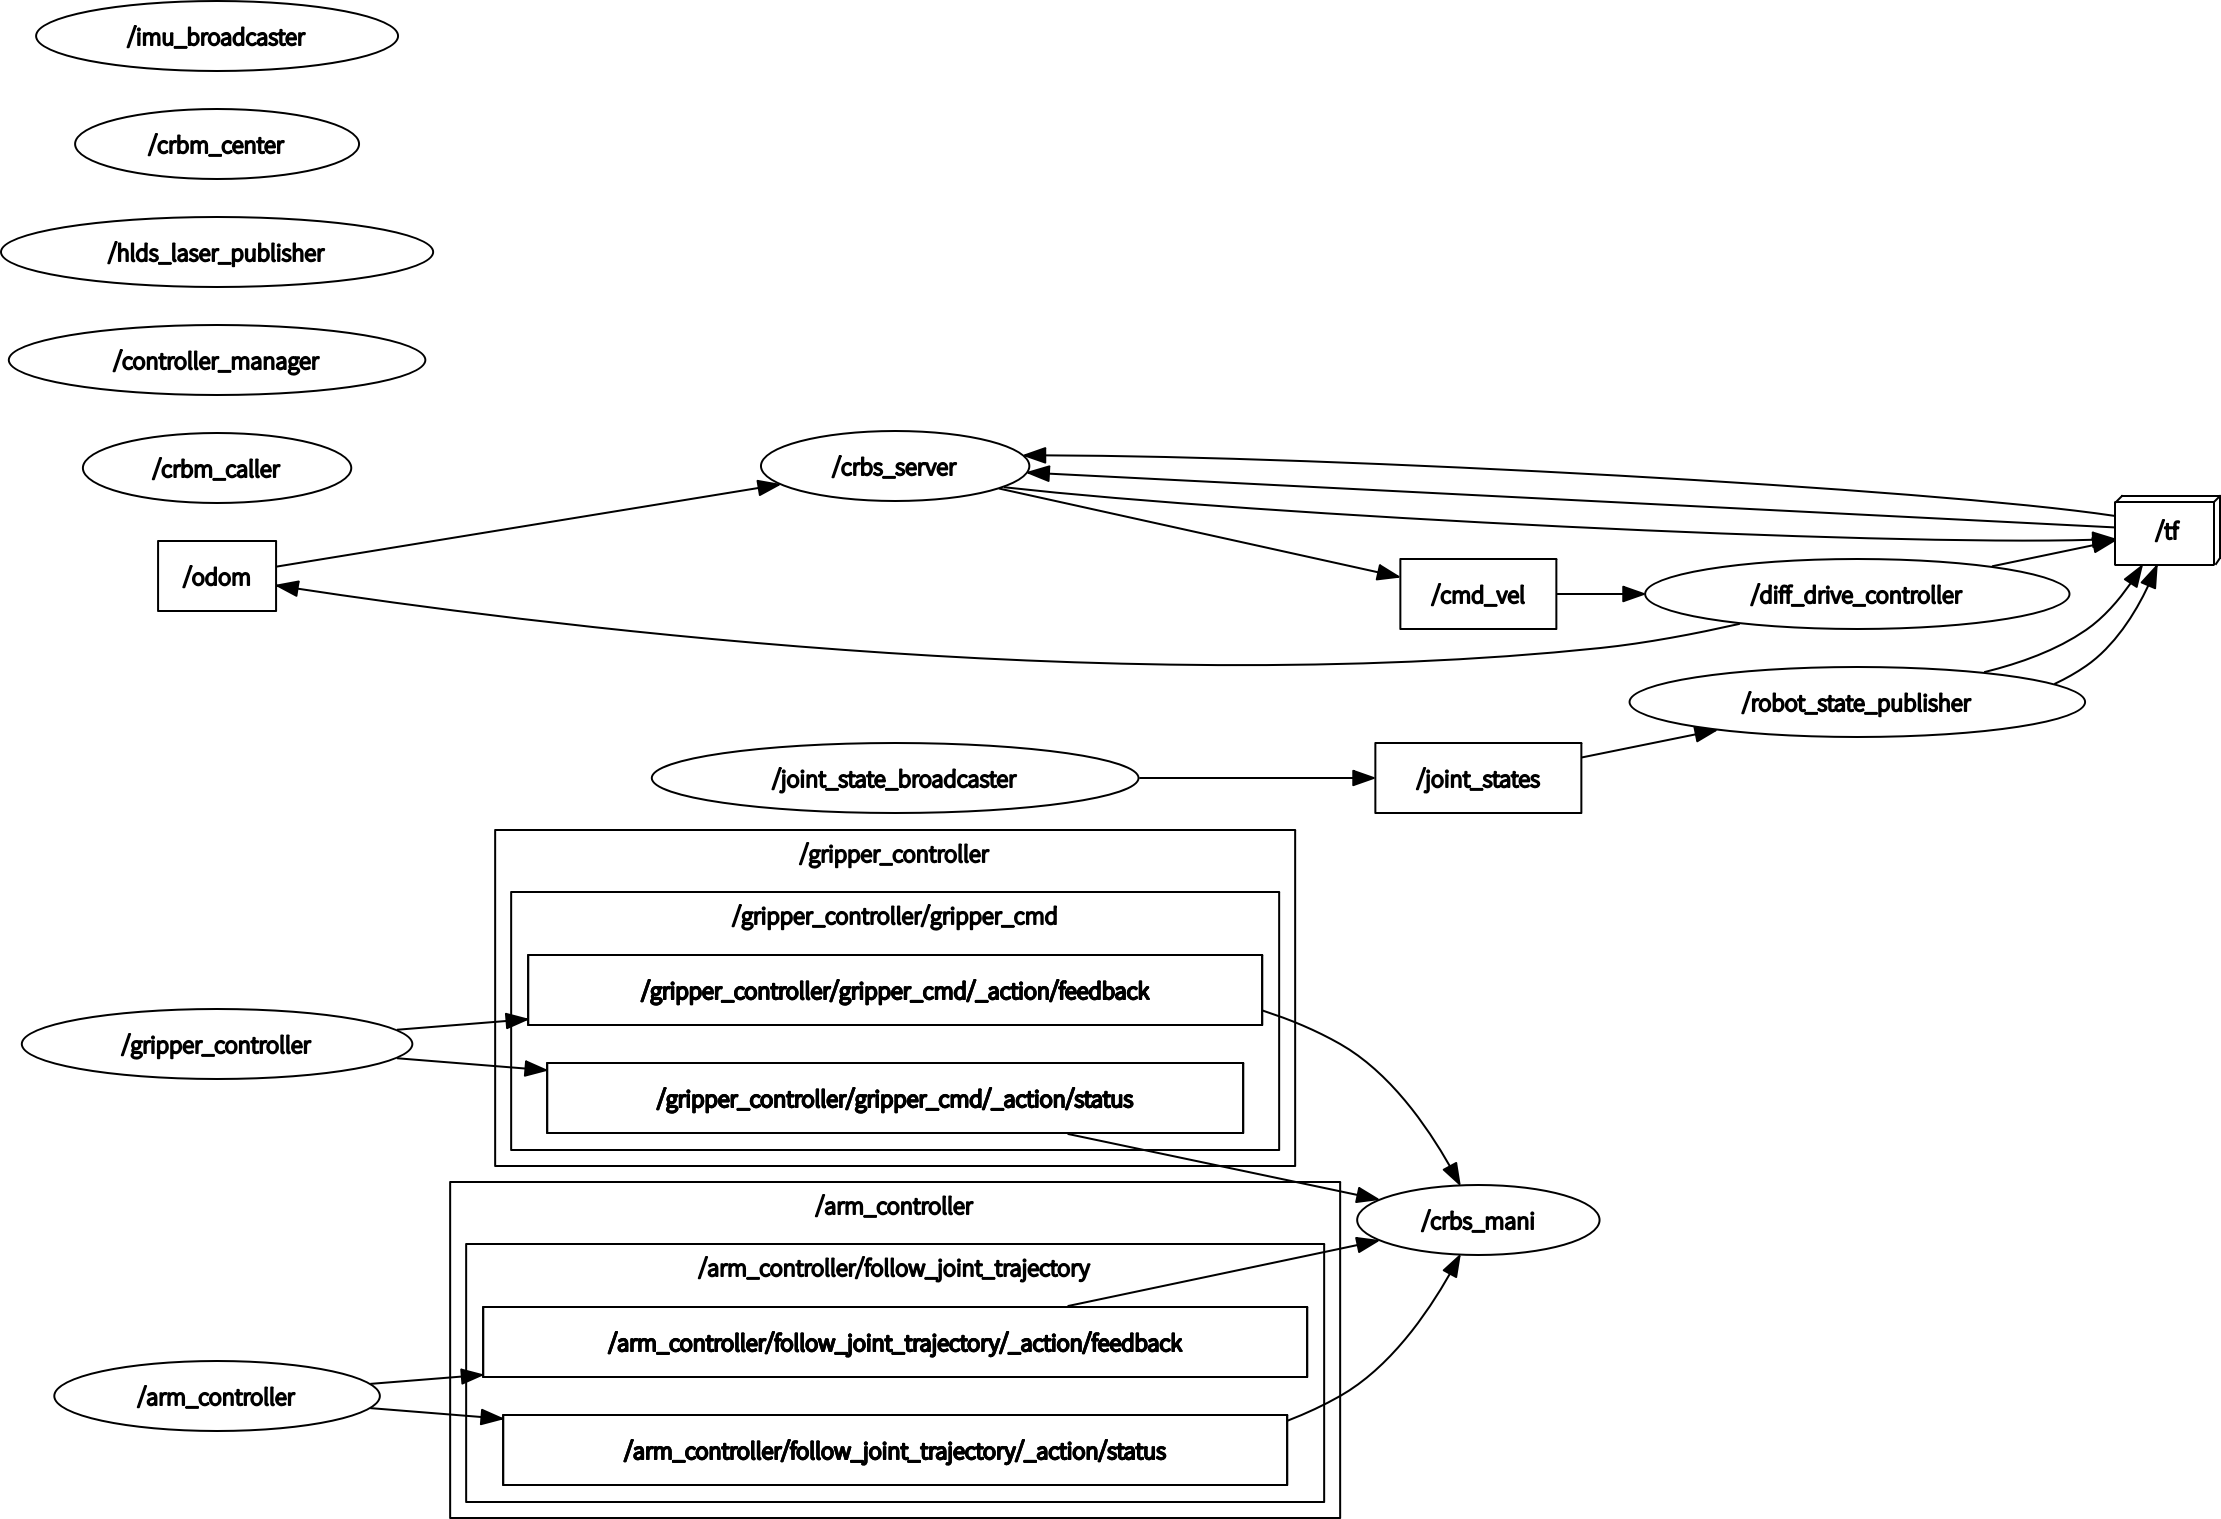 /imu_broadcaster
/crbm_center
/hlds_laser_publisher
/controller_manager
/crbm_caller
/crbs_server
/tf
/odom
/cmd_vel
/diff_drive_controller
/robot_state_publisher
/joint_state_broadcaster
/joint_states
/gripper_controller
/gripper_controller/gripper_cmd
/gripper_controller/gripper_cmd/_action/feedback
/gripper_controller
/gripper_controller/gripper_cmd/_action/status
/arm_controller
/crbs_mani
/arm_controller/follow_joint_trajectory
/arm_controller/follow_joint_trajectory/_action/feedback
/arm_controller
/arm_controller/follow_joint_trajectory/_action/status